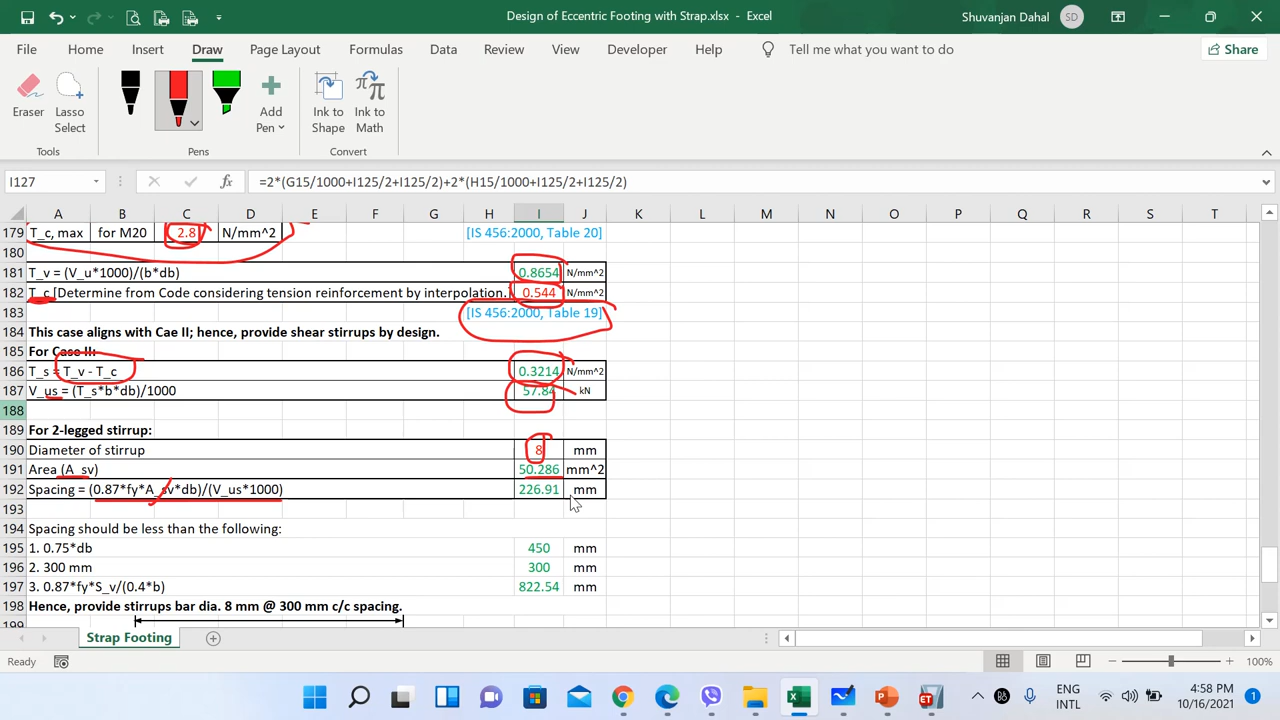 Design of Eccentric Footing with Strap.xlsx - Excel
Shuvanjan Dahal SD
File Home Insert Draw Page Layout Formulas Data Review View Developer Help Tell me what you want to do Share
Eraser Lasso Select Add Pen Ink to Shape Ink to Math
Tools Pens Convert
I127 fx =2*(G15/1000+I125/2+I125/2)+2*(H15/1000+I125/2+I125/2)
A B C D E F G H I J K L M N O P Q R S T
179 T_c, max for M20 2.8 N/mm^2 [IS 456:2000, Table 20]
180
181 T_v = (V_u*1000)/(b*db) 0.8654 N/mm^2
182 T_c [Determine from Code considering tension reinforcement by interpolation. 0.544 N/mm^2
183 [IS 456:2000, Table 19]
184 This case aligns with Cae II; hence, provide shear stirrups by design.
185 For Case II:
186 T_s = T_v - T_c 0.3214 N/mm^2
187 V_us = (T_s*b*db)/1000 57.84 kN
188
189 For 2-legged stirrup:
190 Diameter of stirrup 8 mm
191 Area (A_sv) 50.286 mm^2
192 Spacing = (0.87*fy*A_sv*db)/(V_us*1000) 226.91 mm
193
194 Spacing should be less than the following:
195 1. 0.75*db 450 mm
196 2. 300 mm 300 mm
197 3. 0.87*fy*S_v/(0.4*b) 822.54 mm
198 Hence, provide stirrups bar dia. 8 mm @ 300 mm c/c spacing.
199
Strap Footing
Ready 100%
ET ENG INTL 4:58 PM 10/16/2021 1